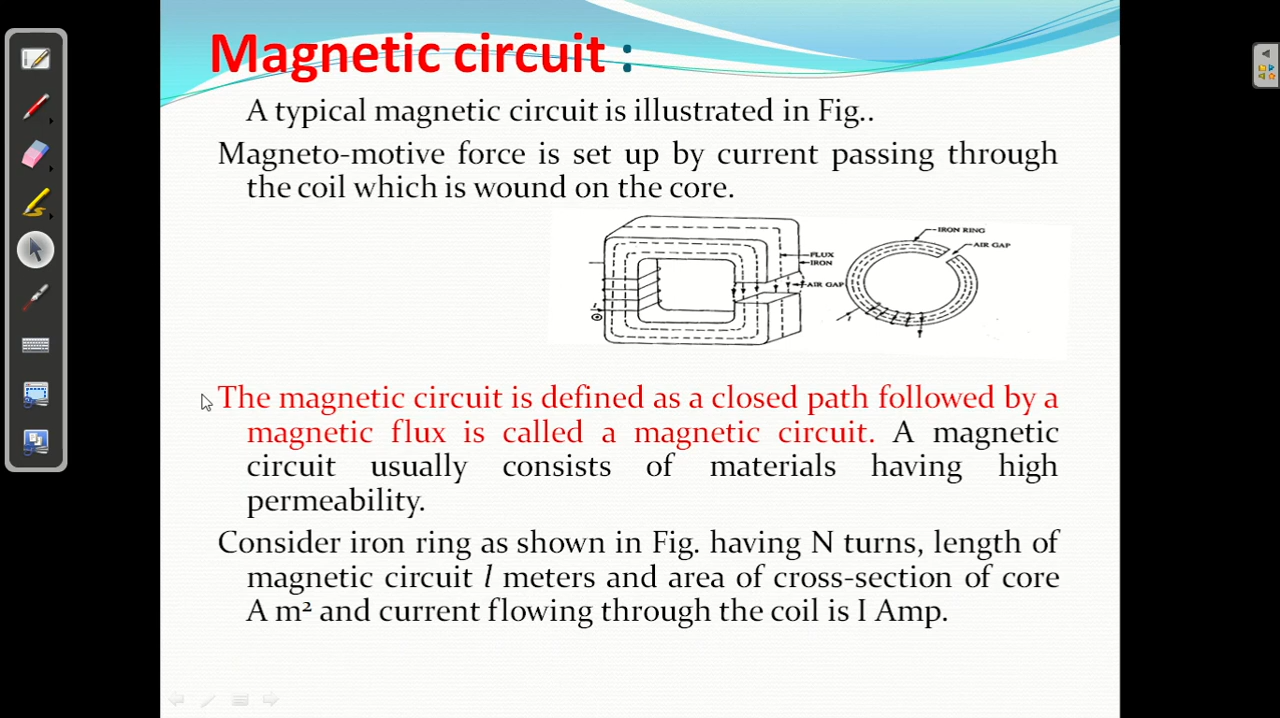 Magnetic circuit :
A typical magnetic circuit is illustrated in Fig..
Magneto-motive force is set up by current passing through
the coil which is wound on the core.
IRON RING
AIR GAP
FLUX
IRON
AIR GAP
I
I
The magnetic circuit is defined as a closed path followed by a
magnetic flux is called a magnetic circuit. A magnetic
circuit usually consists of materials having high
permeability.
Consider iron ring as shown in Fig. having N turns, length of
magnetic circuit l meters and area of cross-section of core
A m² and current flowing through the coil is I Amp.